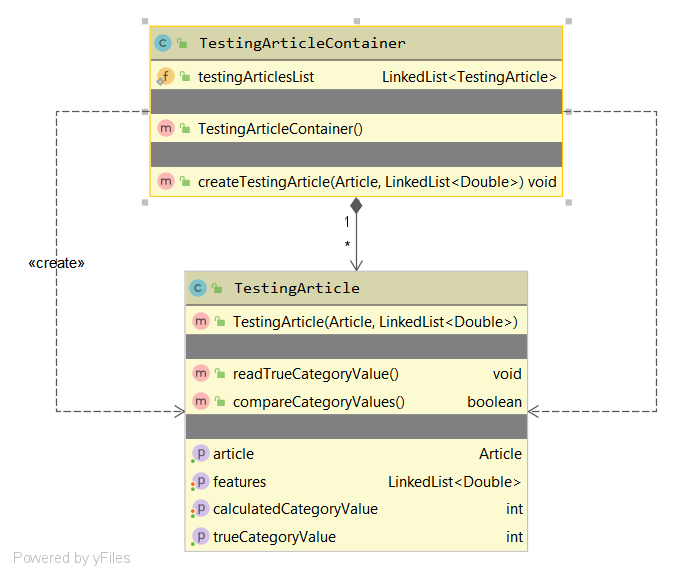 TestingArticleContainer
testingArticlesList LinkedList<TestingArticle>
TestingArticleContainer()
createTestingArticle(Article, LinkedList<Double>) void
1
*
«create»
TestingArticle
TestingArticle(Article, LinkedList<Double>)
readTrueCategoryValue() void
compareCategoryValues() boolean
article Article
features LinkedList<Double>
calculatedCategoryValue int
trueCategoryValue int
Powered by yFiles